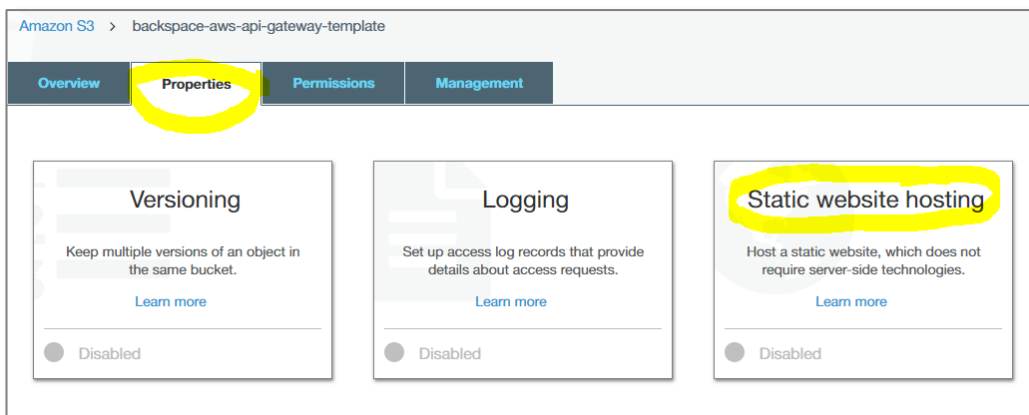 Amazon S3 > backspace-aws-api-gateway-template
Overview Properties Permissions Management
Versioning
Keep multiple versions of an object in
the same bucket.
Learn more
Disabled
Logging
Set up access log records that provide
details about access requests.
Learn more
Disabled
Static website hosting
Host a static website, which does not
require server-side technologies.
Learn more
Disabled